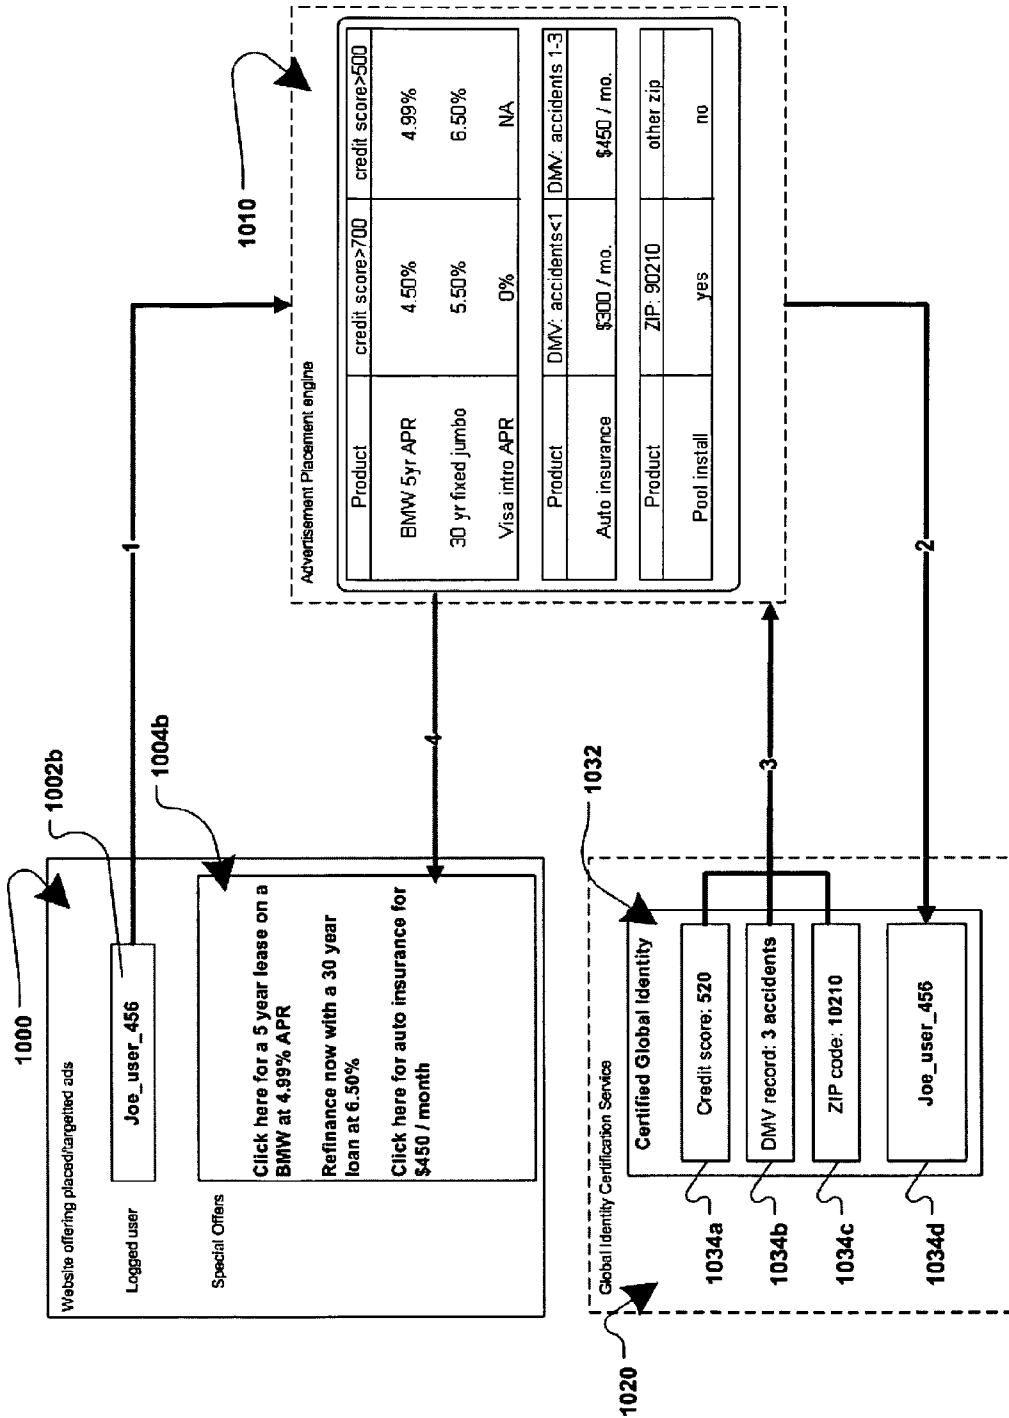 1000
Website offering placed/targetted ads
Logged user
Joe_user_456
1002b
Special Offers
1004b
Click here for a 5 year lease on a
BMW at 4.99% APR
Refinance now with a 30 year
loan at 6.50%
Click here for auto insurance for
$450 / month
1
4
1010
Advertisement Placement engine
Product credit score>700 credit score>500
BMW 5yr APR 4.50% 4.99%
30 yr fixed jumbo 5.50% 6.50%
Visa intro APR 0% NA
Product DMV: accidents<1 DMV: accidents 1-3
Auto insurance $300 / mo. $450 / mo.
Product ZIP: 90210 other zip
Pool install yes no
1020
Global Identity Certification Service
1032
Certified Global Identity
1034a
Credit score: 520
1034b
DMV record: 3 accidents
1034c
ZIP code: 10210
1034d
Joe_user_456
3
2